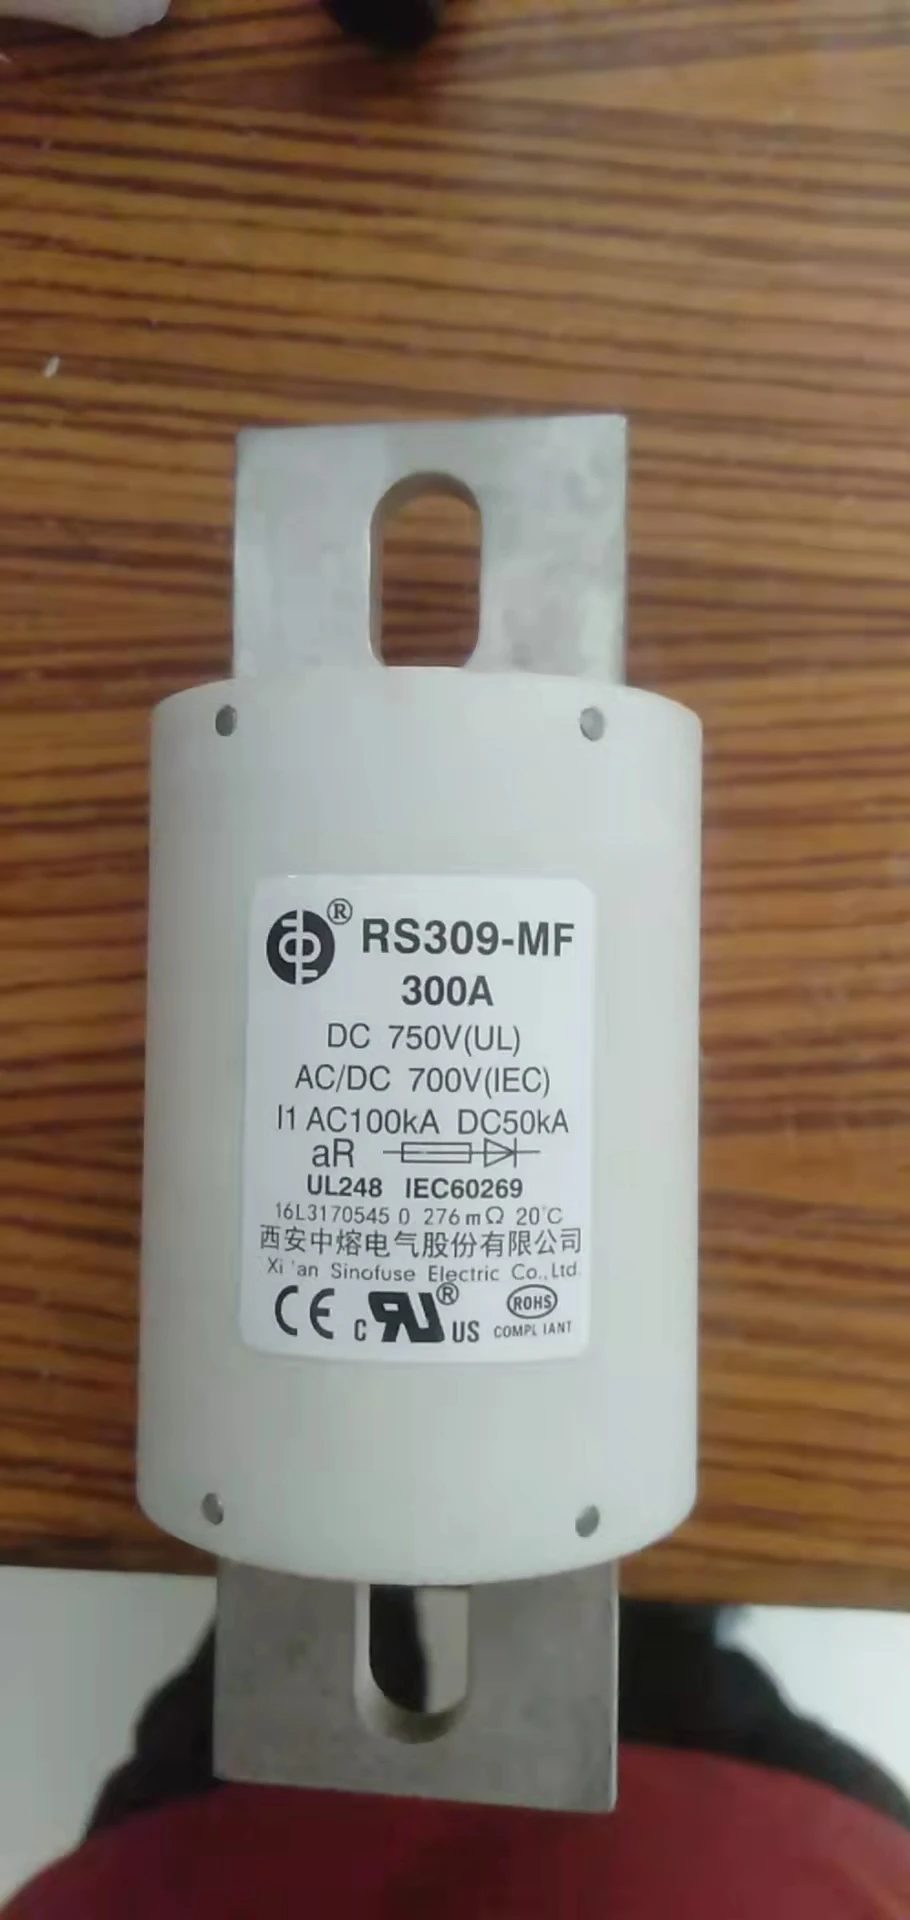 ® RS309-MF
300A
DC 750V(UL)
AC/DC 700V(IEC)
I1 AC100kA DC50kA
aR
UL248 IEC60269
16L3170545 0 276mΩ 20℃
西安中熔电气股份有限公司
Xi'an Sinofuse Electric Co.,Ltd.
CE C RU® US ROHS
COMPLIANT